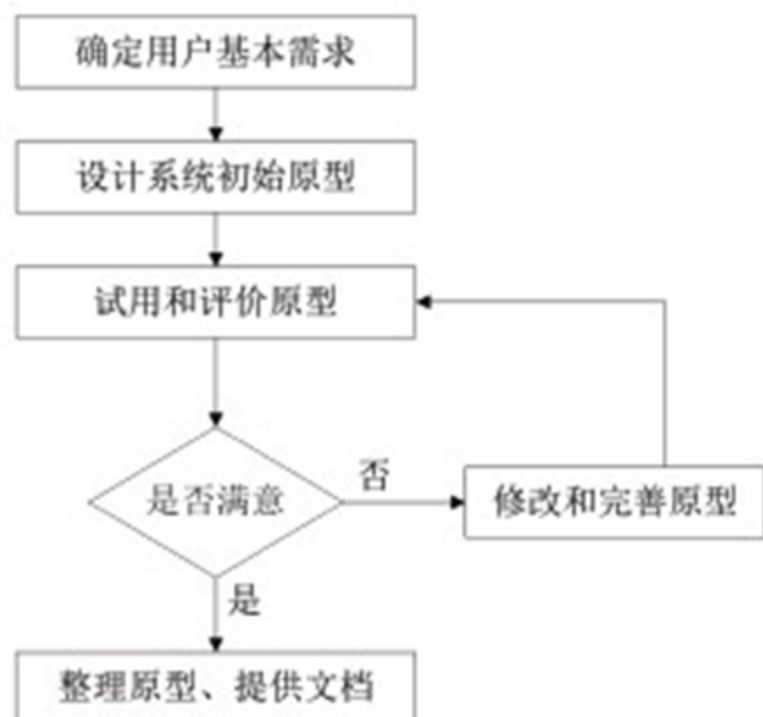 确定用户基本需求
设计系统初始原型
试用和评价原型
是否满意
否
修改和完善原型
是
整理原型、提供文档